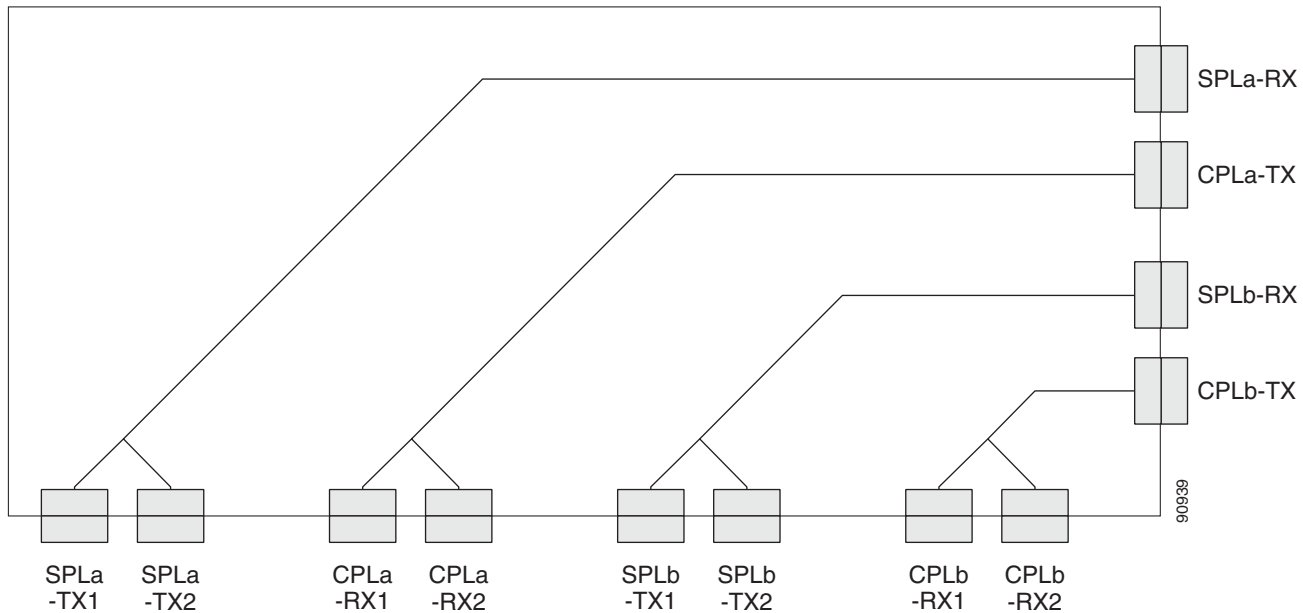 SPLa-RX
CPLa-TX
SPLb-RX
CPLb-TX
90939
SPLa
-TX1
SPLa
-TX2
CPLa
-RX1
CPLa
-RX2
SPLb
-TX1
SPLb
-TX2
CPLb
-RX1
CPLb
-RX2